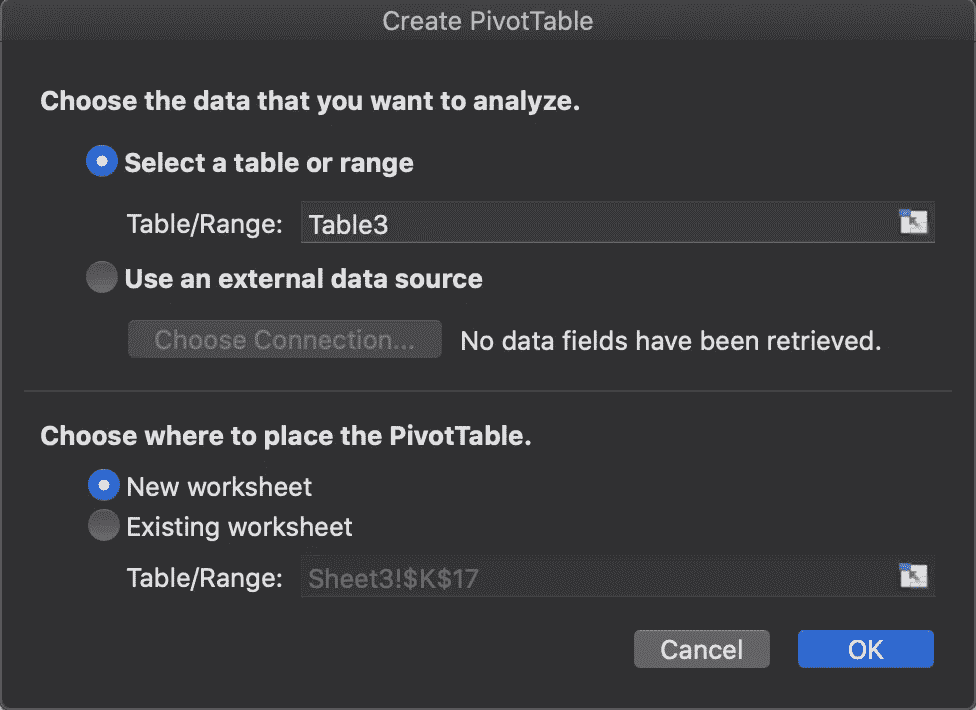 Create PivotTable
Choose the data that you want to analyze.
Select a table or range
Table/Range: Table3
Use an external data source
Choose Connection... No data fields have been retrieved.
Choose where to place the PivotTable.
New worksheet
Existing worksheet
Table/Range: Sheet3!$K$17
Cancel OK